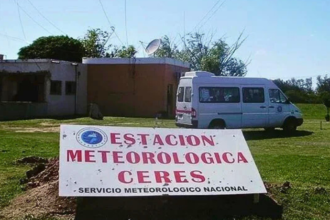 ESTACION
METEOROLOGICA
CERES
SERVICIO METEOROLOGICO NACIONAL